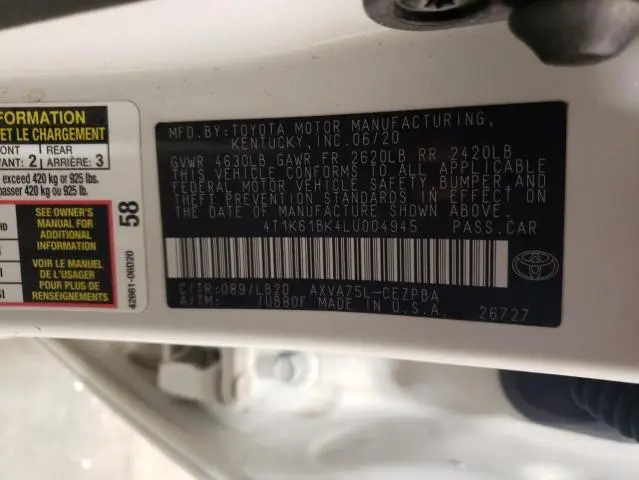 FORMATION
ET LE CHARGEMENT
1 REAR
VANT: 2 ARRIÈRE: 3
exceed 420 kg or 925 lbs.
passer 420 kg ou 925 lb.
SEE OWNER'S
MANUAL FOR
ADDITIONAL
INFORMATION
VOIR LE MANUEL
DE L'USAGER
POUR PLUS DE
RENSEIGNEMENTS
58
42661-06D20
MFD.BY:TOYOTA MOTOR MANUFACTURING,
KENTUCKY, INC.06/20
GVWR 4630LB GAWR FR 2620LB RR 2420LB
THIS VEHICLE CONFORMS TO ALL APPLICABLE
FEDERAL MOTOR VEHICLE SAFETY,BUMPER,AND
THEFT PREVENTION STANDARDS IN EFFECT ON
THE DATE OF MANUFACTURE SHOWN ABOVE.
4T1K61BK4LU004945 PASS.CAR
C/TR:089/LB20 AXVA75L-CEZPBA
A/TM: /UB80F MADE IN U.S.A.
26727
TOYOTA